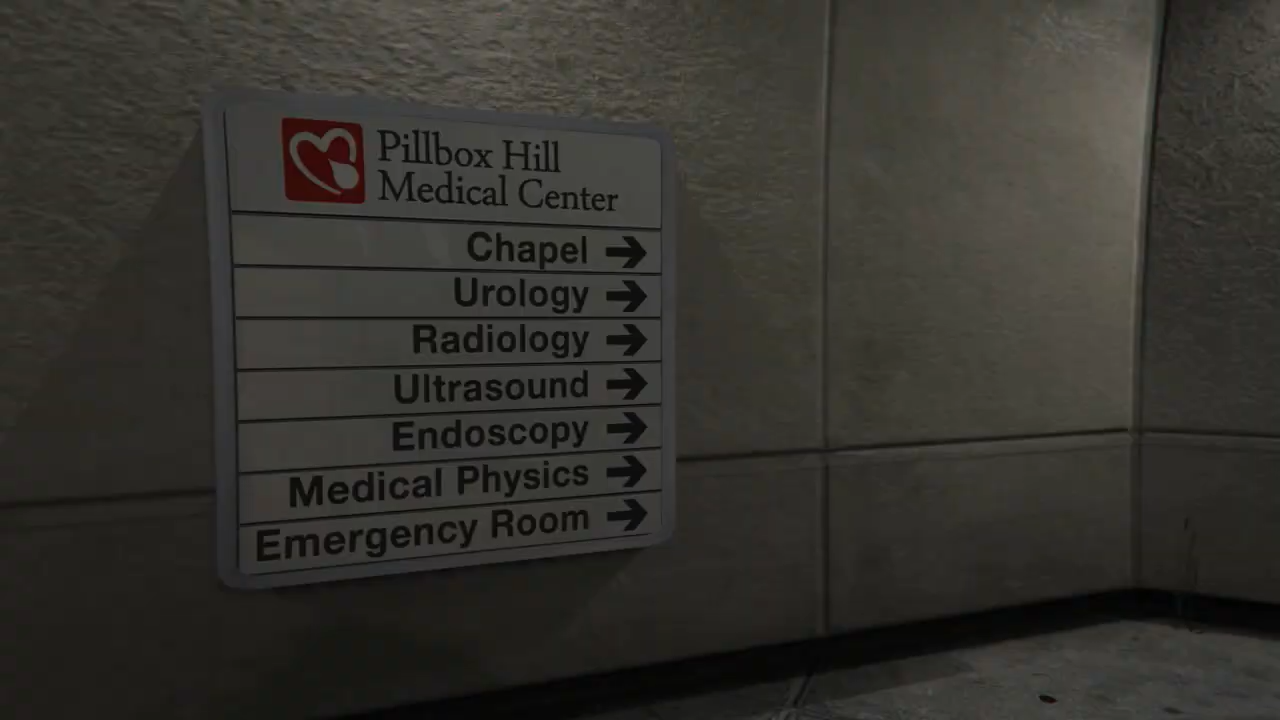 Pillbox Hill
Medical Center
Chapel →
Urology →
Radiology →
Ultrasound →
Endoscopy →
Medical Physics →
Emergency Room →